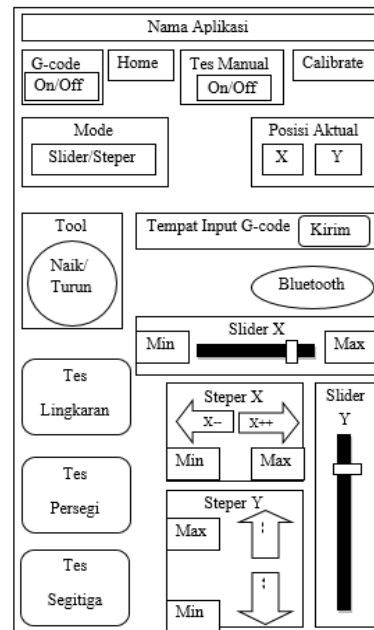 Nama Aplikasi
G-code
On/Off
Home
Tes Manual
On/Off
Calibrate
Mode
Slider/Steper
Posisi Aktual
X Y
Tool
Naik/
Turun
Tempat Input G-code Kirim
Bluetooth
Slider X
Min Max
Tes
Lingkaran
Steper X
X-- X++
Min Max
Slider
Y
Tes
Persegi
Steper Y
Max
Min
Tes
Segitiga